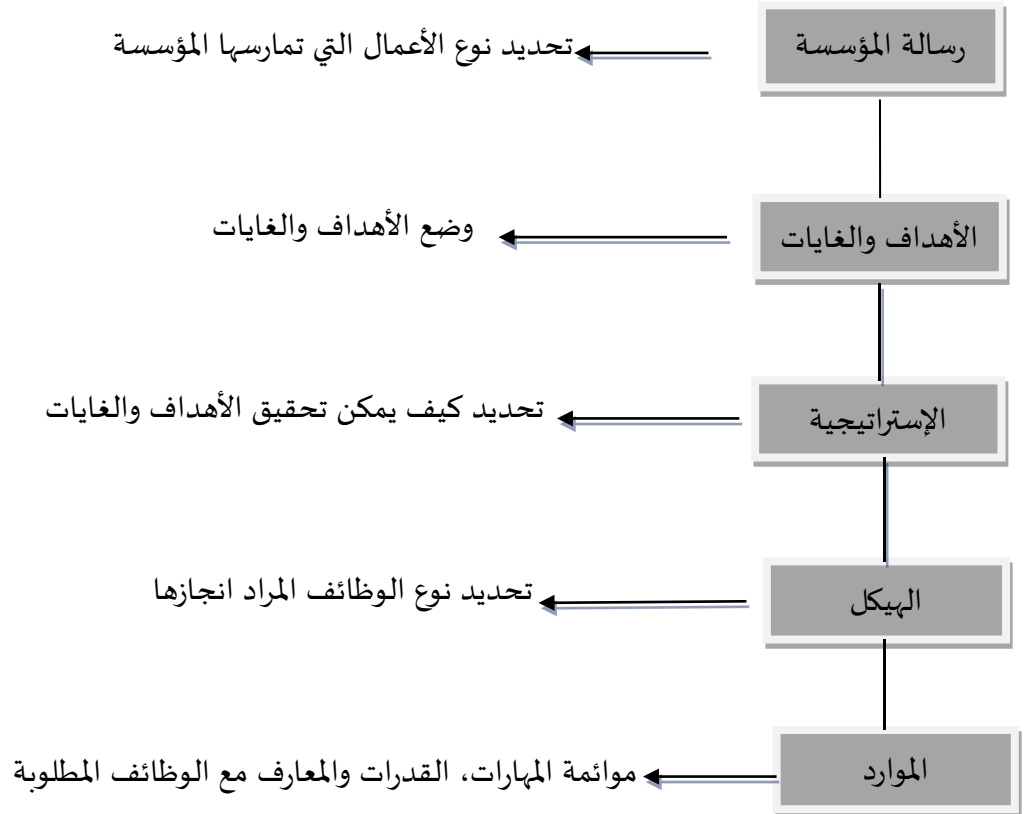 رسالة المؤسسة
تحديد نوع الأعمال التي تمارسها المؤسسة
الأهداف والغايات
وضع الأهداف والغايات
الإستراتيجية
تحديد كيف يمكن تحقيق الأهداف والغايات
الهيكل
تحديد نوع الوظائف المراد انجازها
الموارد
موائمة المهارات، القدرات والمعارف مع الوظائف المطلوبة